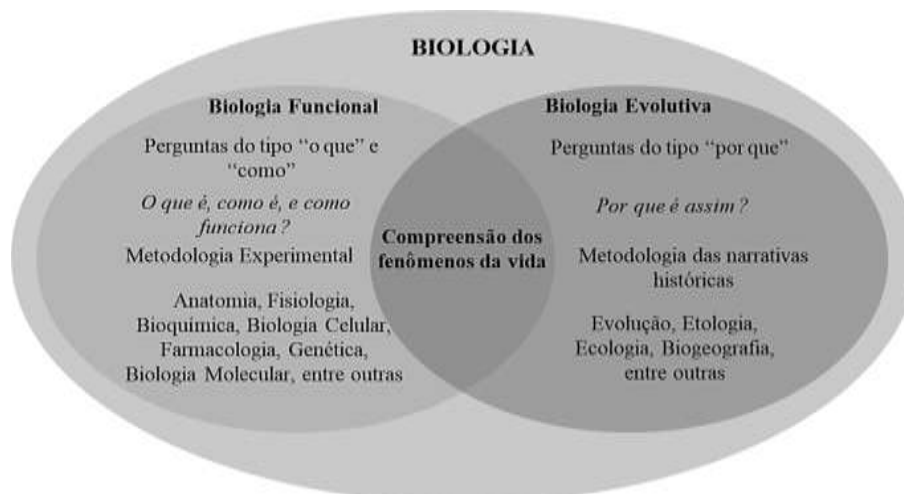 BIOLOGIA
Biologia Funcional
Perguntas do tipo “o que” e
“como”
O que é, como é, e como
funciona?
Metodologia Experimental
Anatomia, Fisiologia,
Bioquímica, Biologia Celular,
Farmacologia, Genética,
Biologia Molecular, entre outras
Compreensão dos
fenômenos da vida
Biologia Evolutiva
Perguntas do tipo “por que”
Por que é assim?
Metodologia das narrativas
históricas
Evolução, Etologia,
Ecologia, Biogeografia,
entre outras